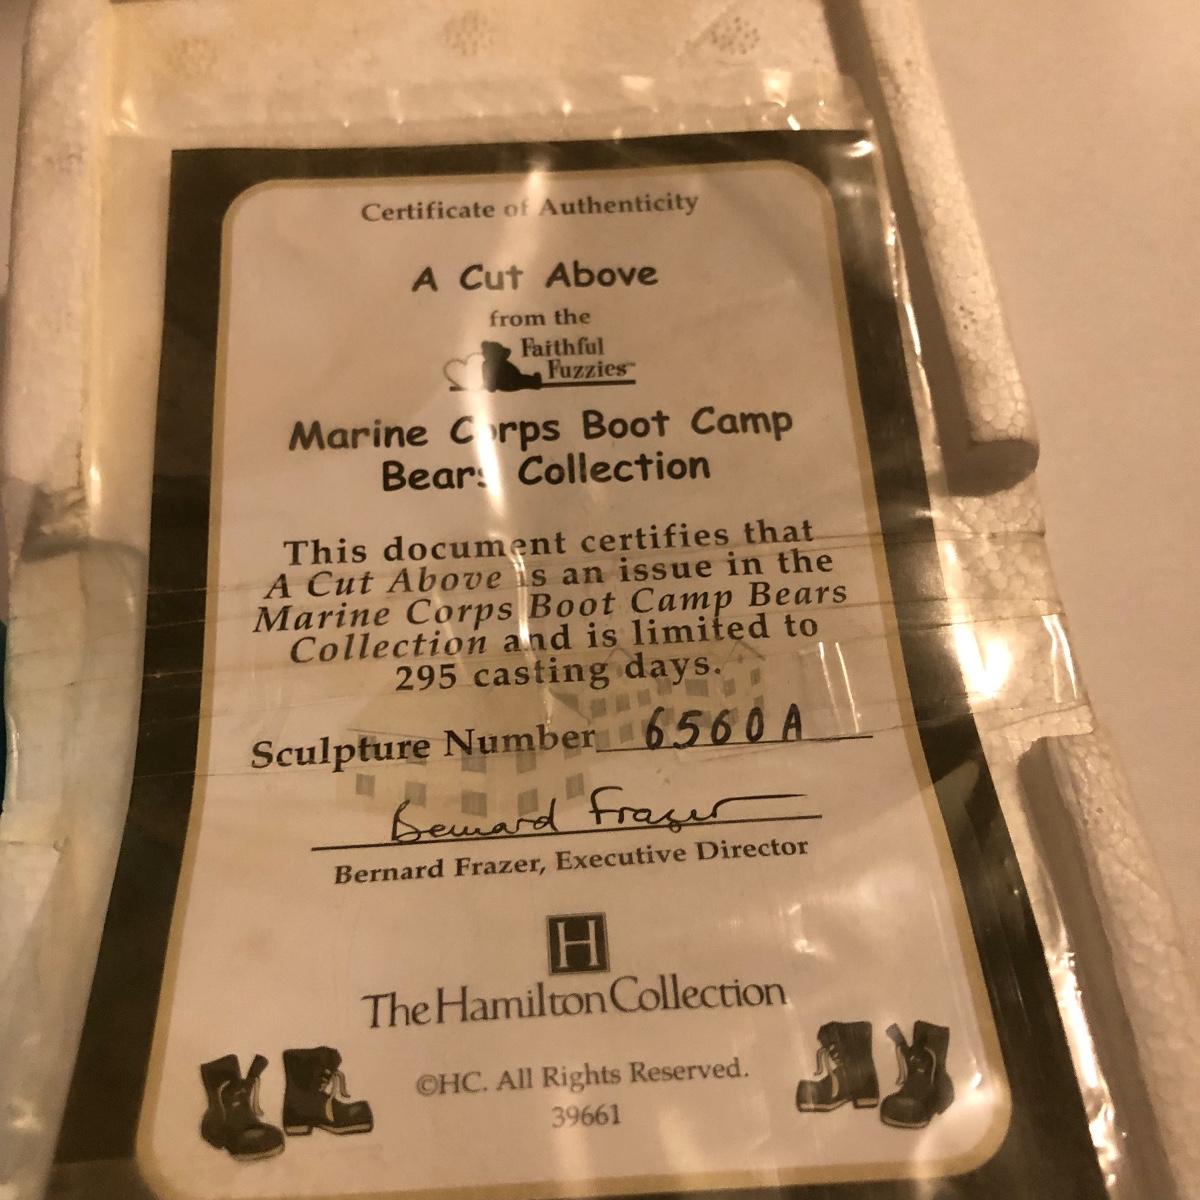 Certificate of Authenticity
A Cut Above
from the
Faithful
Fuzzies™
Marine Corps Boot Camp
Bears Collection
This document certifies that
A Cut Above is an issue in the
Marine Corps Boot Camp Bears
Collection and is limited to
295 casting days.
Sculpture Number 6560A
Bernard Frazer
Bernard Frazer, Executive Director
H
The Hamilton Collection
©HC. All Rights Reserved.
39661